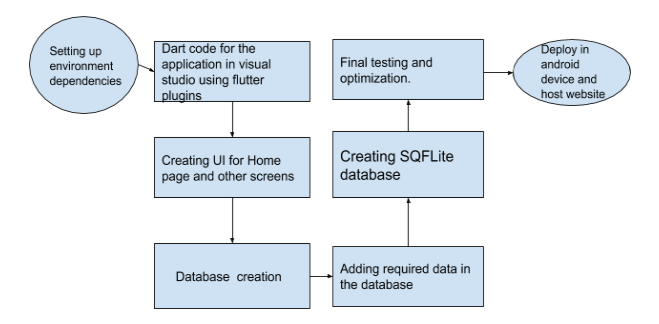 Setting up
environment
dependencies
Dart code for the
application in visual
studio using flutter
plugins
Creating UI for Home
page and other screens
Database creation
Adding required data in
the database
Creating SQFLite
database
Final testing and
optimization.
Deploy in
android
device and
host website